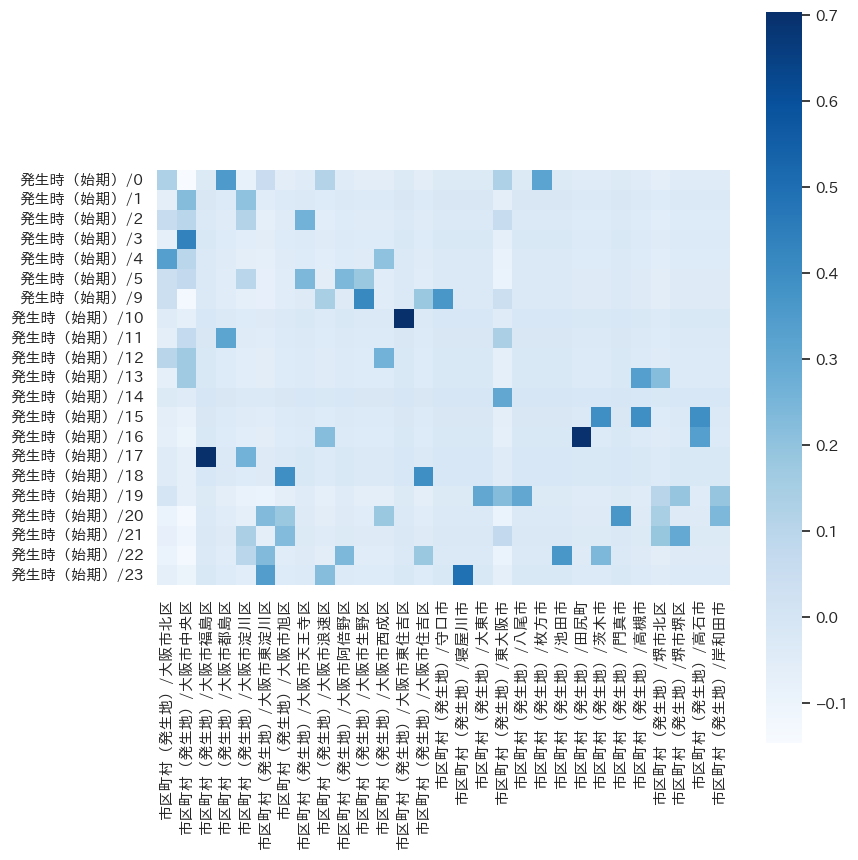 発生時（始期）/0
発生時（始期）/1
発生時（始期）/2
発生時（始期）/3
発生時（始期）/4
発生時（始期）/5
発生時（始期）/9
発生時（始期）/10
発生時（始期）/11
発生時（始期）/12
発生時（始期）/13
発生時（始期）/14
発生時（始期）/15
発生時（始期）/16
発生時（始期）/17
発生時（始期）/18
発生時（始期）/19
発生時（始期）/20
発生時（始期）/21
発生時（始期）/22
発生時（始期）/23
市区町村（発生地）/大阪市北区
市区町村（発生地）/大阪市中央区
市区町村（発生地）/大阪市福島区
市区町村（発生地）/大阪市都島区
市区町村（発生地）/大阪市淀川区
市区町村（発生地）/大阪市東淀川区
市区町村（発生地）/大阪市旭区
市区町村（発生地）/大阪市天王寺区
市区町村（発生地）/大阪市浪速区
市区町村（発生地）/大阪市阿倍野区
市区町村（発生地）/大阪市生野区
市区町村（発生地）/大阪市西成区
市区町村（発生地）/大阪市東住吉区
市区町村（発生地）/大阪市住吉区
市区町村（発生地）/守口市
市区町村（発生地）/寝屋川市
市区町村（発生地）/大東市
市区町村（発生地）/東大阪市
市区町村（発生地）/八尾市
市区町村（発生地）/枚方市
市区町村（発生地）/池田市
市区町村（発生地）/田尻町
市区町村（発生地）/茨木市
市区町村（発生地）/門真市
市区町村（発生地）/高槻市
市区町村（発生地）/堺市北区
市区町村（発生地）/堺市堺区
市区町村（発生地）/高石市
市区町村（発生地）/岸和田市
0.7
0.6
0.5
0.4
0.3
0.2
0.1
0.0
−0.1